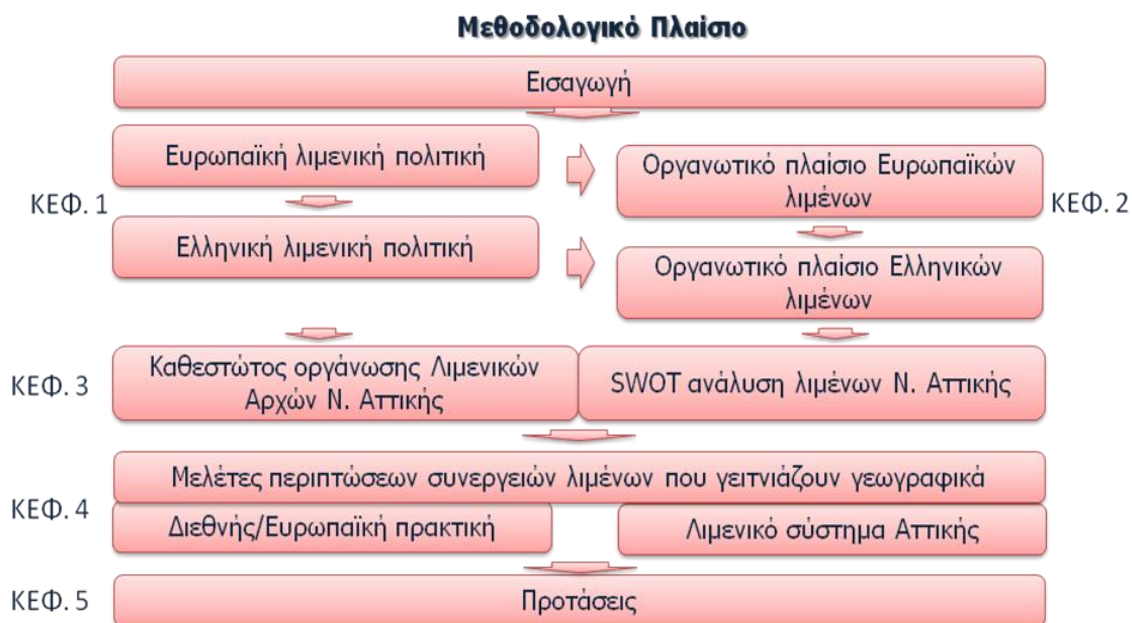 Μεθοδολογικό Πλαίσιο
Εισαγωγή
ΚΕΦ. 1
Ευρωπαϊκή λιμενική πολιτική
Ελληνική λιμενική πολιτική
Οργανωτικό πλαίσιο Ευρωπαϊκών
λιμένων
Οργανωτικό πλαίσιο Ελληνικών
λιμένων
ΚΕΦ. 2
ΚΕΦ. 3
Καθεστώτος οργάνωσης Λιμενικών
Αρχών Ν. Αττικής
SWOT ανάλυση λιμένων Ν. Αττικής
ΚΕΦ. 4
Μελέτες περιπτώσεων συνεργειών λιμένων που γειτνιάζουν γεωγραφικά
Διεθνής/Ευρωπαϊκή πρακτική
Λιμενικό σύστημα Αττικής
ΚΕΦ. 5
Προτάσεις